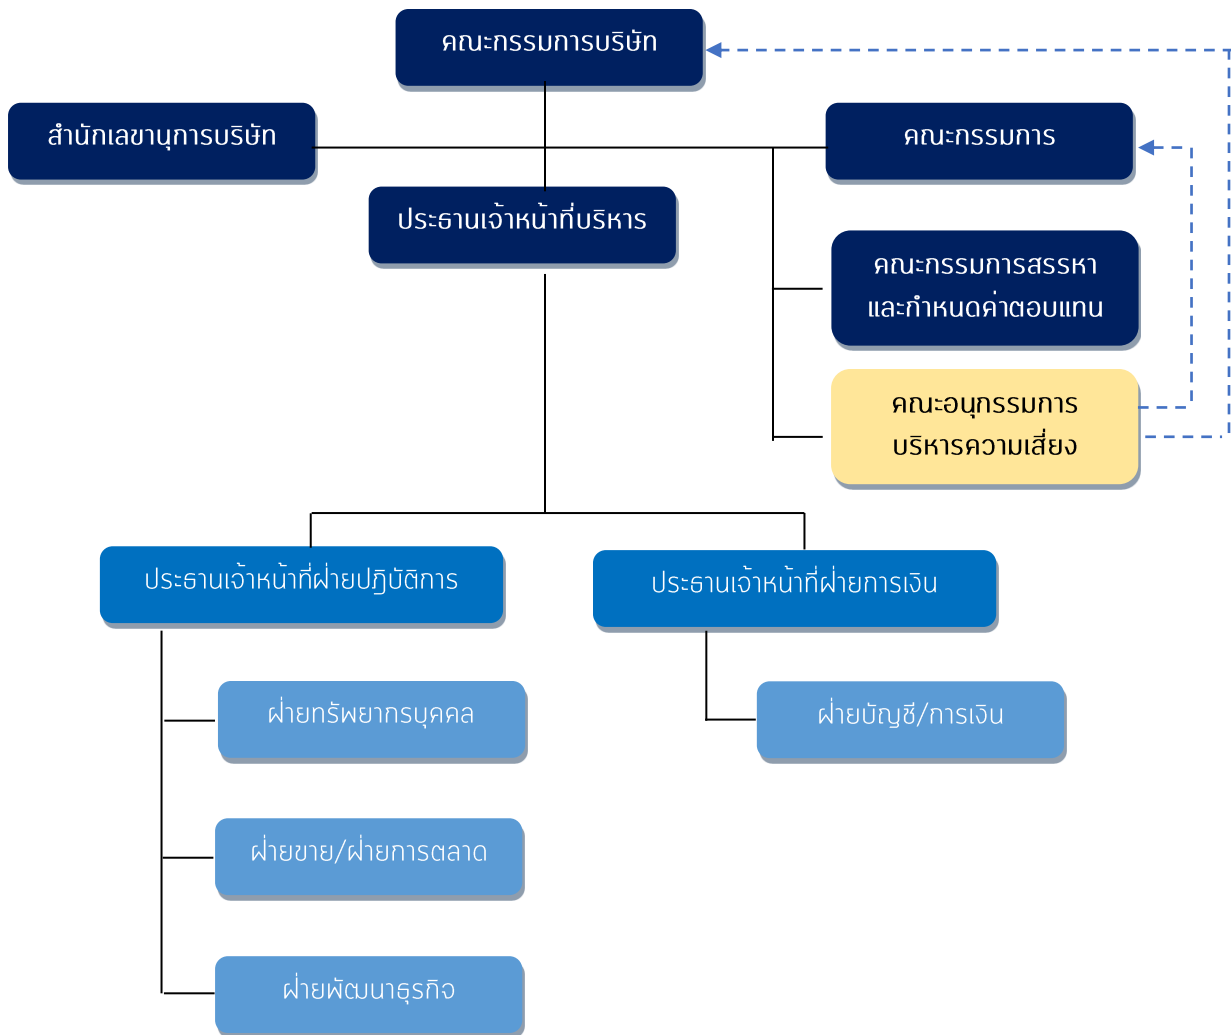 คณะกรรมการบริษัท
สำนักเลขานุการบริษัท
คณะกรรมการ
ประธานเจ้าหน้าที่บริหาร
คณะกรรมการสรรหา
และกำหนดค่าตอบแทน
คณะอนุกรรมการ
บริหารความเสี่ยง
ประธานเจ้าหน้าที่ฝ่ายปฏิบัติการ
ประธานเจ้าหน้าที่ฝ่ายการเงิน
ฝ่ายทรัพยากรบุคคล
ฝ่ายบัญชี/การเงิน
ฝ่ายขาย/ฝ่ายการตลาด
ฝ่ายพัฒนาธุรกิจ